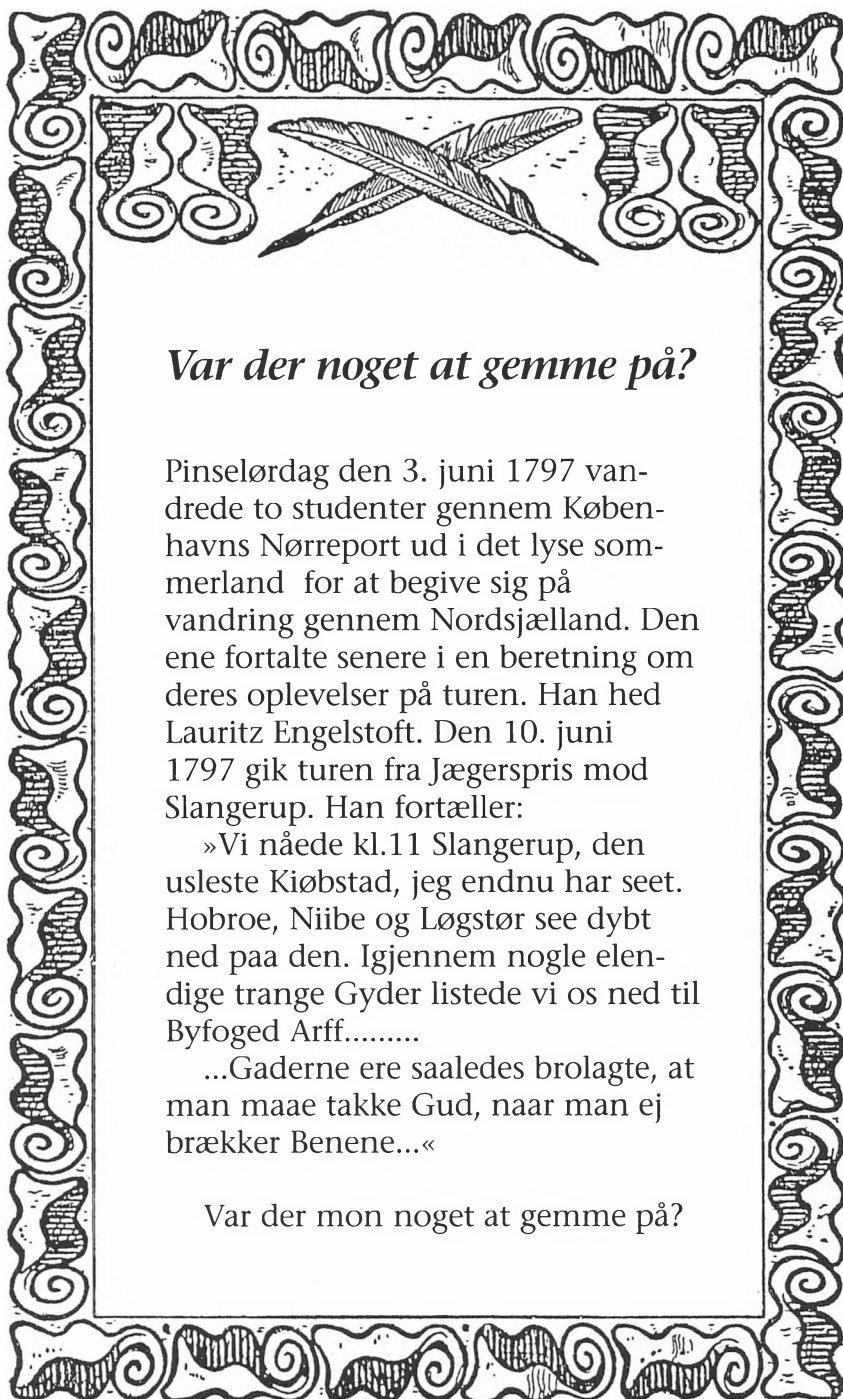 Var der noget at gemme på?
Pinselørdag den 3. juni 1797 van-
drede to studenter gennem Køben-
havns Nørreport ud i det lyse som-
merland for at begive sig på
vandring gennem Nordsjælland. Den
ene fortalte senere i en beretning om
deres oplevelser på turen. Han hed
Lauritz Engelstoft. Den 10. juni
1797 gik turen fra Jægerspris mod
Slangerup. Han fortæller:
»Vi nåede kl.11 Slangerup, den
usleste Kiøbstad, jeg endnu har seet.
Hobroe, Niibe og Løgstør see dybt
ned paa den. Igjennem nogle elen-
dige trange Gyder listede vi os ned til
Byfoged Arff.........
...Gaderne ere saaledes brolagte, at
man maae takke Gud, naar man ej
brækker Benene...«
Var der mon noget at gemme på?